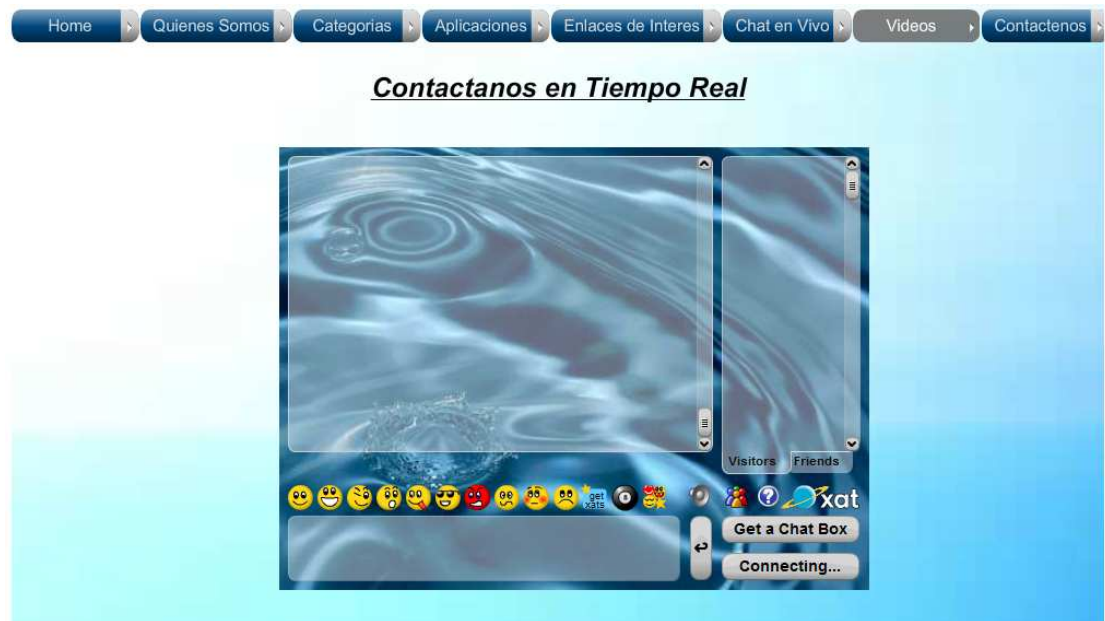 Home Quienes Somos Categorias Aplicaciones Enlaces de Interes Chat en Vivo Videos Contactenos
Contactanos en Tiempo Real
Visitors Friends
get
xats
8
xat
Get a Chat Box
Connecting...